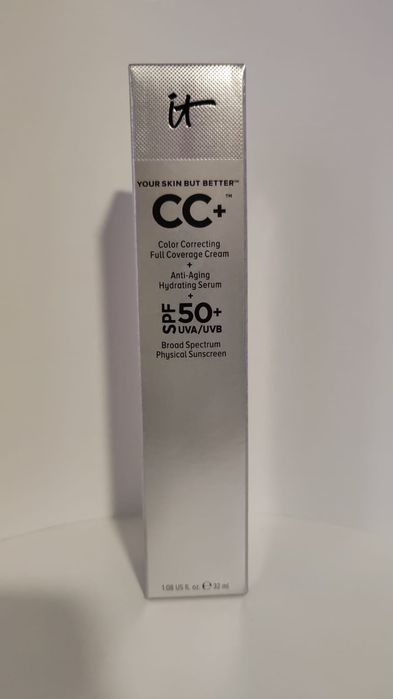 it
YOUR SKIN BUT BETTER™
CC+™
Color Correcting
Full Coverage Cream
+
Anti-Aging
Hydrating Serum
+
SPF 50+
UVA/UVB
Broad Spectrum
Physical Sunscreen
1.08 US fl. oz. ℮ 32 ml